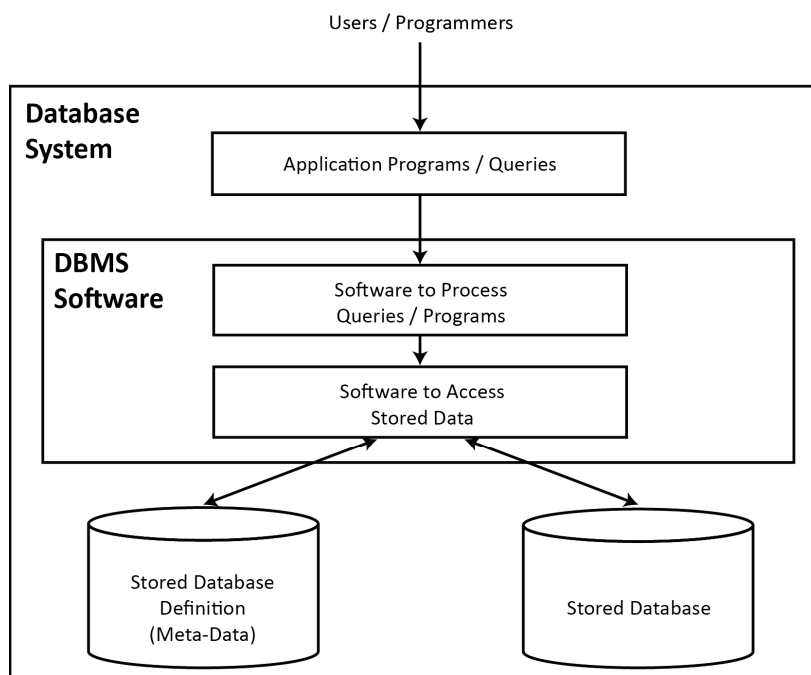 Users / Programmers
Database
System
Application Programs / Queries
DBMS
Software
Software to Process
Queries / Programs
Software to Access
Stored Data
Stored Database
Definition
(Meta-Data)
Stored Database